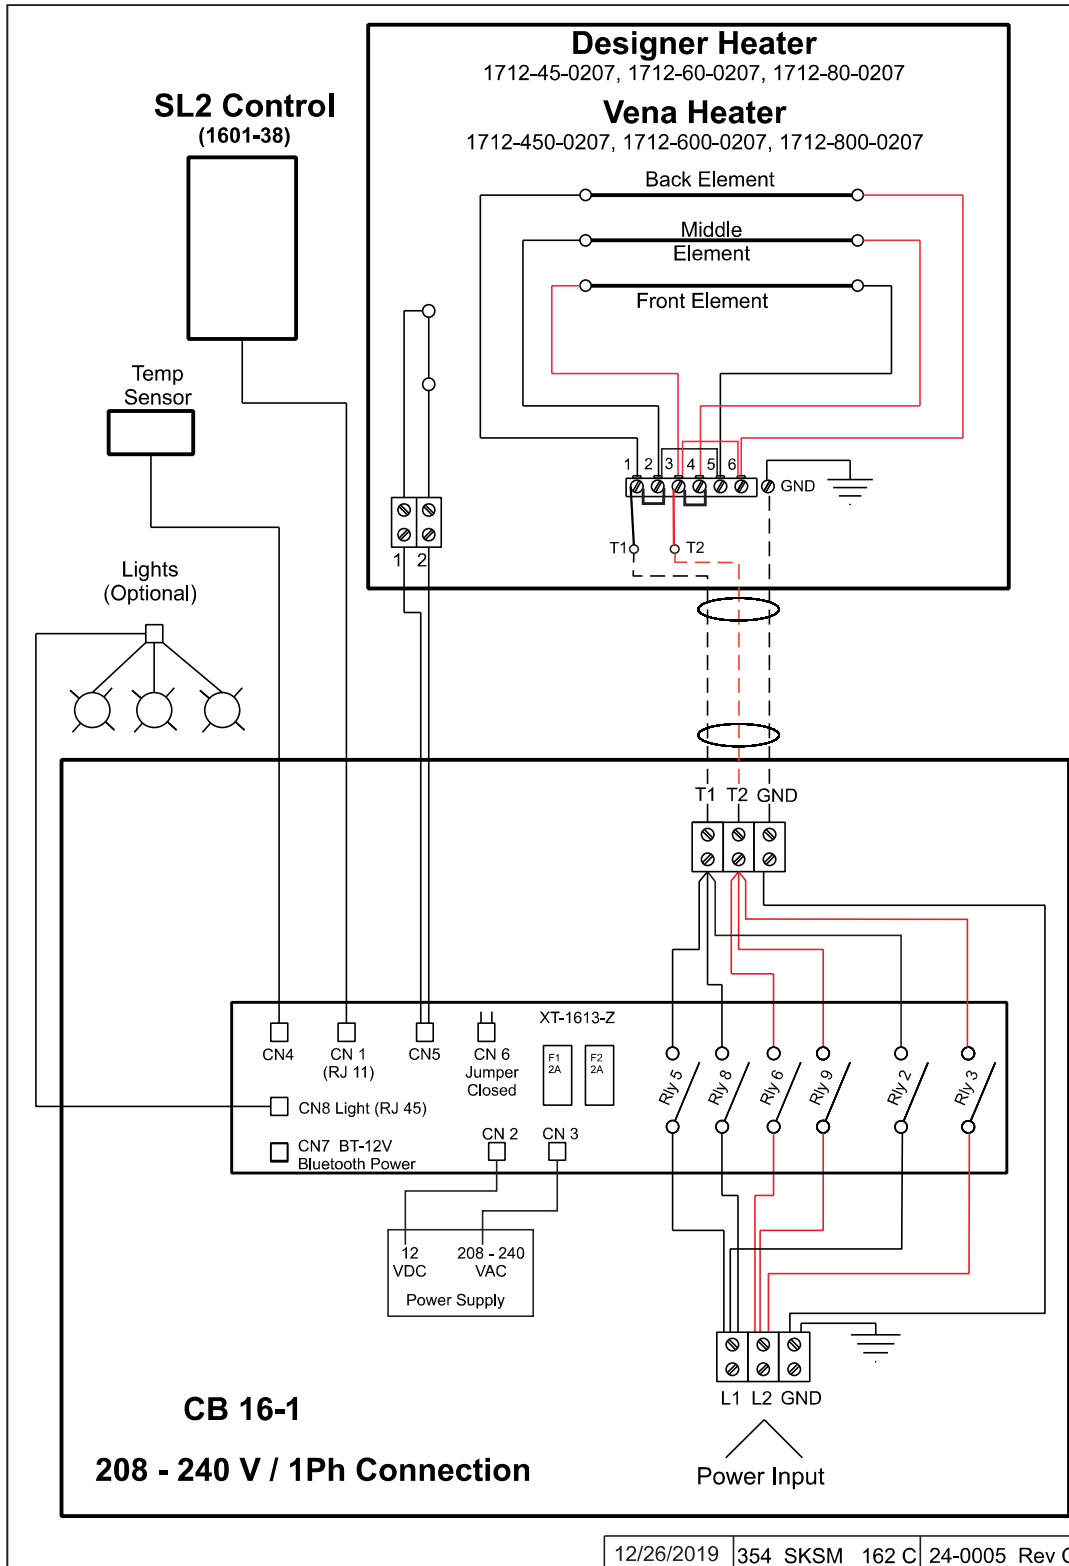 Designer Heater
1712-45-0207, 1712-60-0207, 1712-80-0207
Vena Heater
1712-450-0207, 1712-600-0207, 1712-800-0207
SL2 Control
(1601-38)
Back Element
Middle
Element
Front Element
Temp
Sensor
1 2 3 4 5 6
GND
T1 T2
1 2
Lights
(Optional)
T1 T2 GND
XT-1613-Z
CN4
CN 1
(RJ 11)
CN5
CN 6
Jumper
Closed
F1
2A
F2
2A
Rly 5
Rly 8
Rly 6
Rly 9
Rly 2
Rly 3
CN8 Light (RJ 45)
CN7 BT-12V
Bluetooth Power
CN 2
CN 3
12
VDC
208 - 240
VAC
Power Supply
L1 L2 GND
Power Input
CB 16-1
208 - 240 V / 1Ph Connection
12/26/2019 354 SKSM 162 C 24-0005 Rev